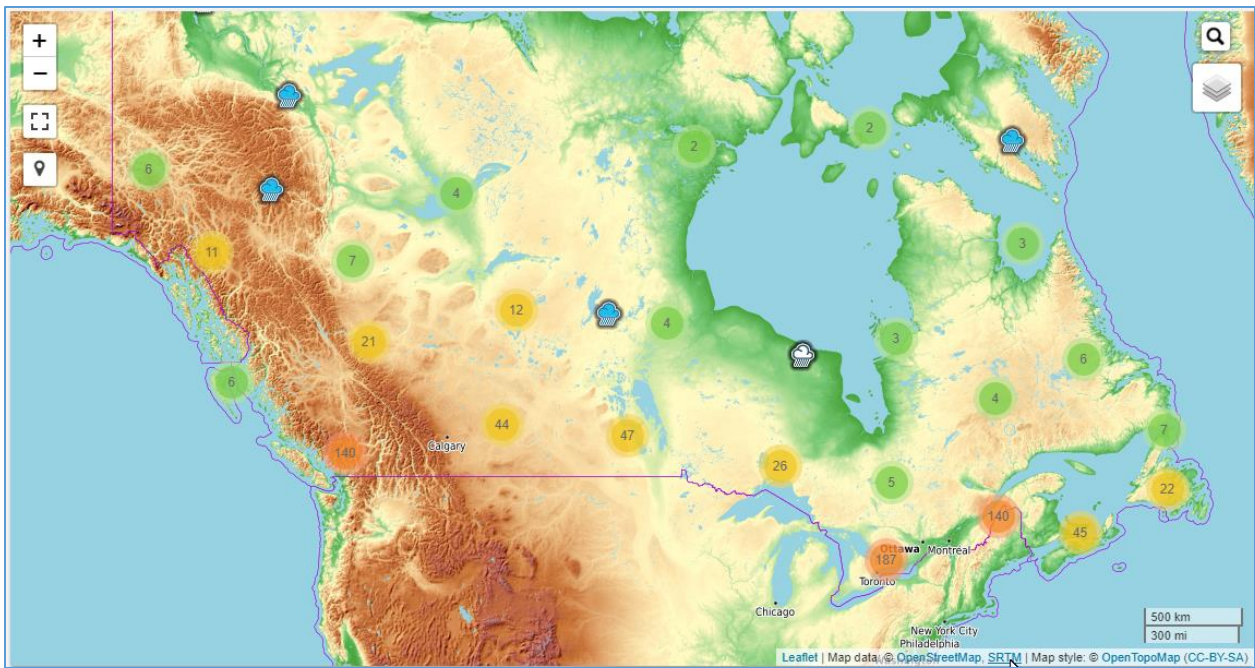 +
−
2
2
6
4
3
11
7
12
4
3
21
6
6
4
44
47
7
Calgary
140
26
5
22
140
45
Ottawa
Montreal
187
Toronto
Chicago
New York City
Philadelphia
500 km
300 mi
Leaflet | Map data: © OpenStreetMap, SRTM | Map style: © OpenTopoMap (CC-BY-SA)